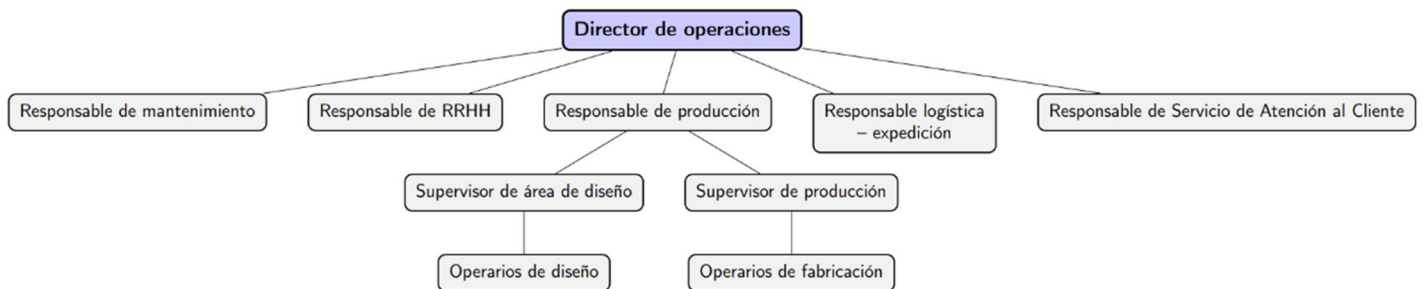 Director de operaciones
Responsable de mantenimiento
Responsable de RRHH
Responsable de producción
Responsable logística
– expedición
Responsable de Servicio de Atención al Cliente
Supervisor de área de diseño
Supervisor de producción
Operarios de diseño
Operarios de fabricación